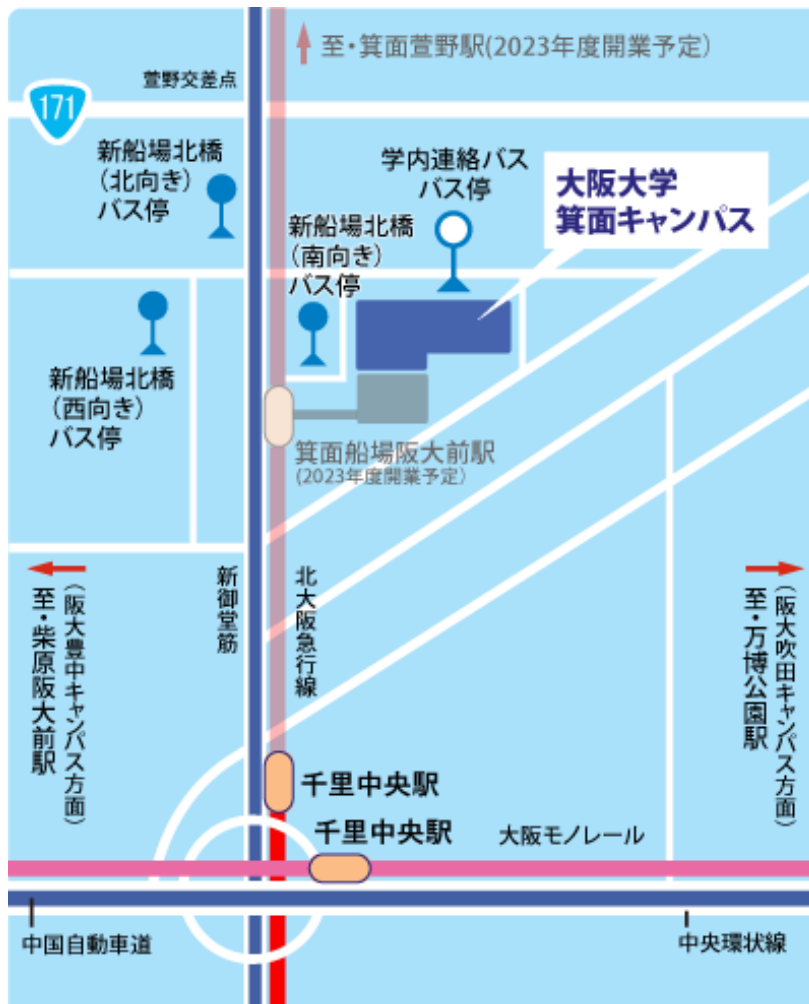 至・箕面萱野駅(2023年度開業予定)
萱野交差点
171
新船場北橋
(北向き)
バス停
学内連絡バス
バス停
大阪大学
箕面キャンパス
新船場北橋
(南向き)
バス停
新船場北橋
(西向き)
バス停
箕面船場阪大前駅
(2023年度開業予定)
新御堂筋
北大阪急行線
(阪大豊中キャンパス方面)
至・柴原阪大前駅
(阪大吹田キャンパス方面)
至・万博公園駅
千里中央駅
千里中央駅
大阪モノレール
中国自動車道
中央環状線